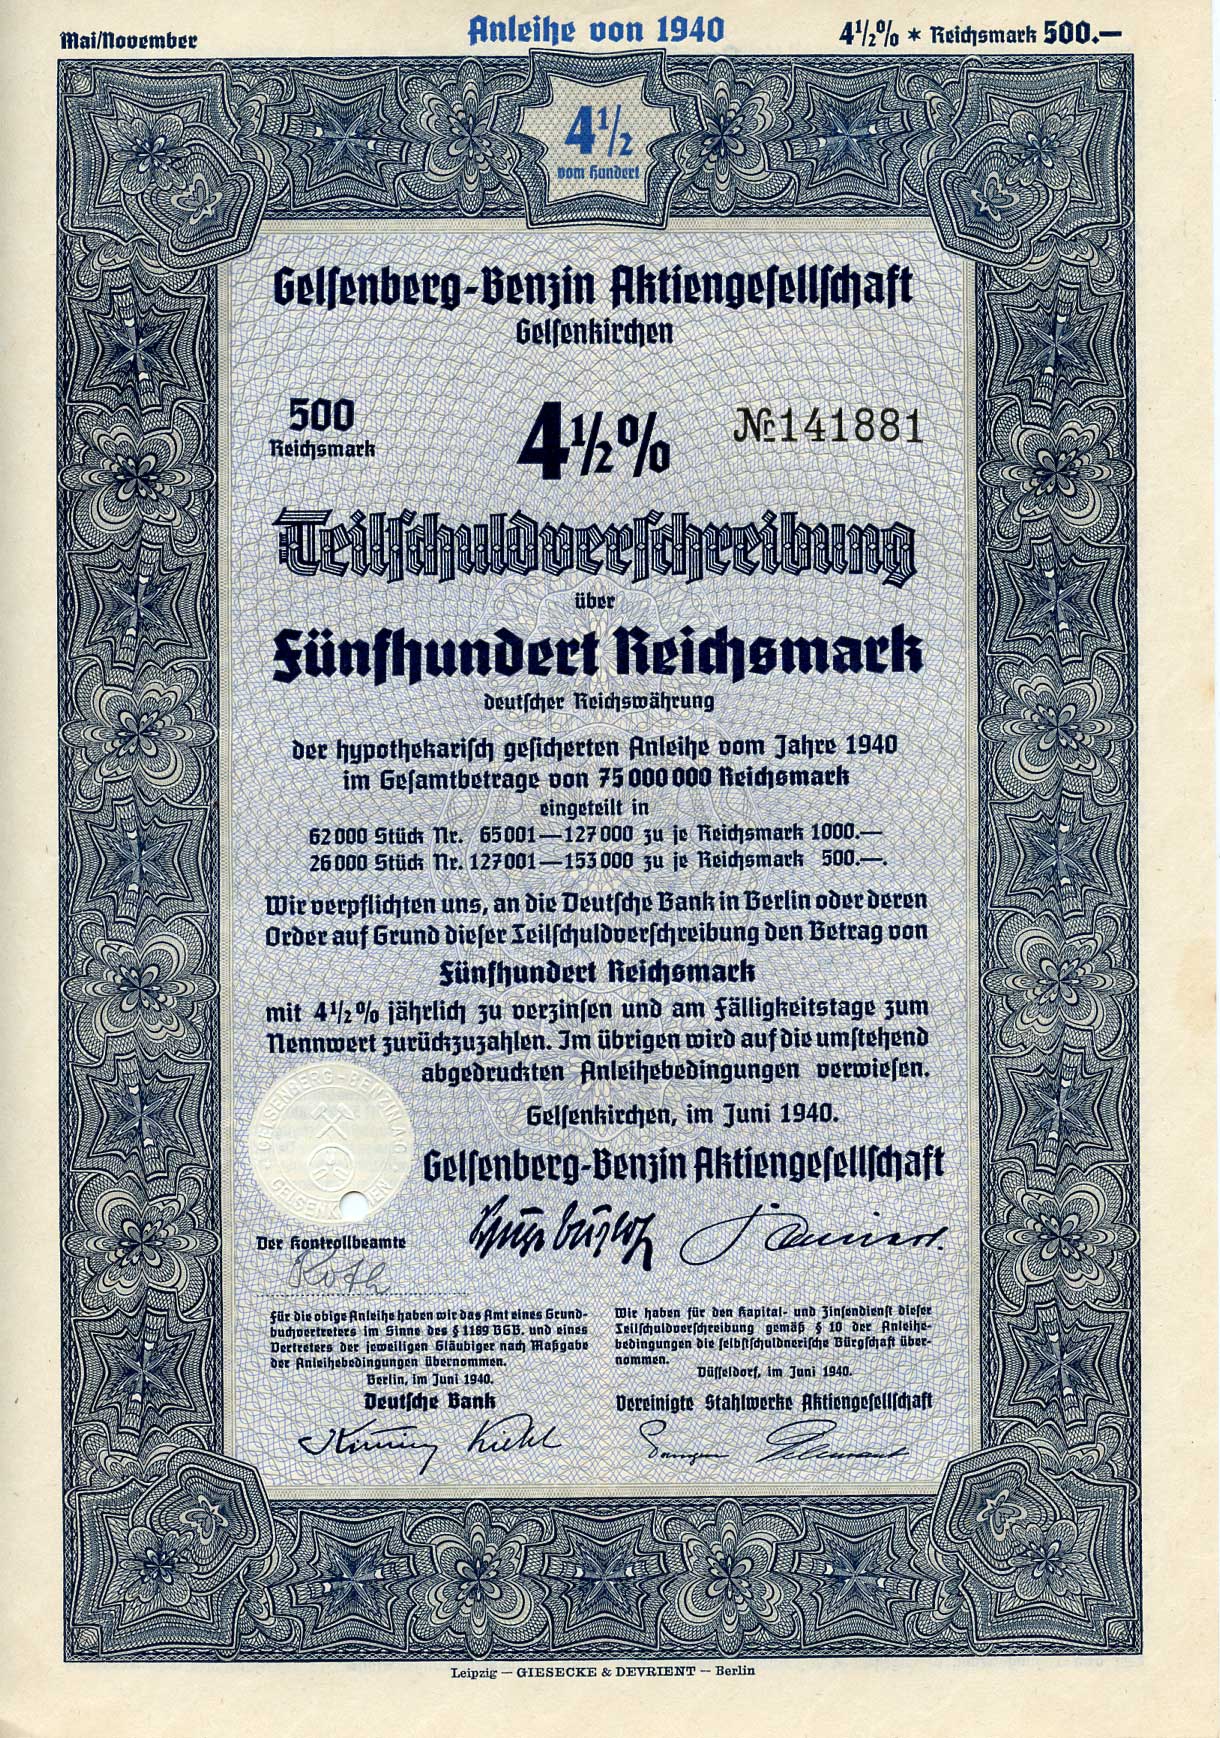 Mai/November
Anleihe von 1940
4½% * Reichsmark 500.—
4½
vom Hundert
Gelsenberg-Benzin Aktiengesellschaft
Gelsenkirchen
500
Reichsmark
4½%
Nr. 141881
Teilschuldverschreibung
über
Fünfhundert Reichsmark
deutscher Reichswährung
der hypothekarisch gesicherten Anleihe vom Jahre 1940
im Gesamtbetrage von 75 000 000 Reichsmark
eingeteilt in
62 000 Stück Nr. 65 001—127 000 zu je Reichsmark 1000.—
26 000 Stück Nr. 127 001—153 000 zu je Reichsmark 500.—.
Wir verpflichten uns, an die Deutsche Bank in Berlin oder deren
Order auf Grund dieser Teilschuldverschreibung den Betrag von
Fünfhundert Reichsmark
mit 4½% jährlich zu verzinsen und am Fälligkeitstage zum
Nennwert zurückzuzahlen. Im übrigen wird auf die umstehend
abgedruckten Anleihebedingungen verwiesen.
Gelsenkirchen, im Juni 1940.
GELSENBERG-BENZIN A.G.
GELSENKIRCHEN
Gelsenberg-Benzin Aktiengesellschaft
Der Kontrollbeamte
Roth
Für die obige Anleihe haben wir das Amt eines Grund-
buchvertreters im Sinne des § 1189 BGB. und eines
Vertreters der jeweiligen Gläubiger nach Maßgabe
der Anleihebedingungen übernommen.
Berlin, im Juni 1940.
Deutsche Bank
Wir haben für den Kapital- und Zinsendienst dieser
Teilschuldverschreibung gemäß § 10 der Anleihe-
bedingungen die selbstschuldnerische Bürgschaft über-
nommen.
Düsseldorf, im Juni 1940.
Vereinigte Stahlwerke Aktiengesellschaft
Leipzig — GIESECKE & DEVRIENT — Berlin